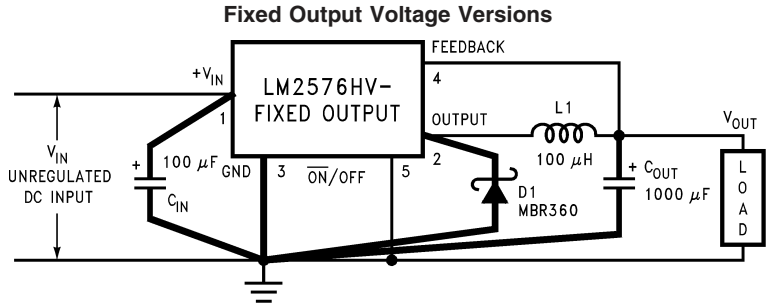 Fixed Output Voltage Versions
FEEDBACK
+VIN
LM2576HV-
FIXED OUTPUT
4
L1
OUTPUT
VOUT
1
2
100 μH
VIN
UNREGULATED
DC INPUT
+
100 μF
CIN
GND
3
ON/OFF
5
D1
MBR360
+
COUT
1000 μF
LOAD